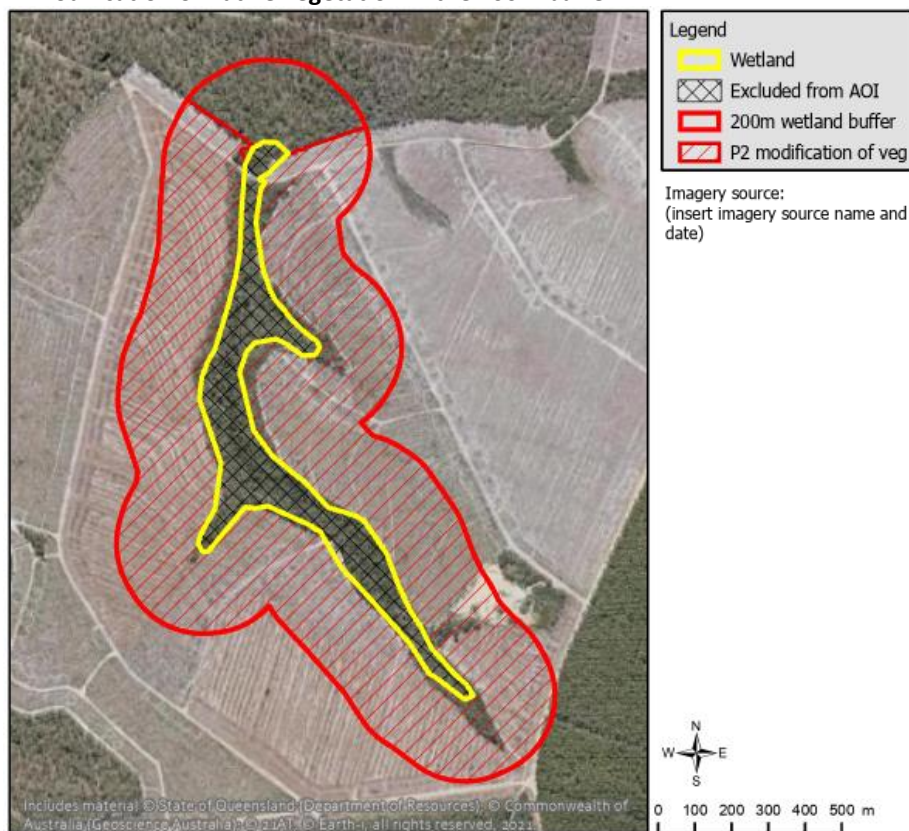 Legend
Wetland
Excluded from AOI
200m wetland buffer
P2 modification of veg
Imagery source:
(insert imagery source name and
date)
N
W E
S
0 100 200 300 400 500 m
Includes material © State of Queensland (Department of Resources); © Commonwealth of
Australia (Geoscience Australia); © 21AT, © Earth-i, all rights reserved, 2021